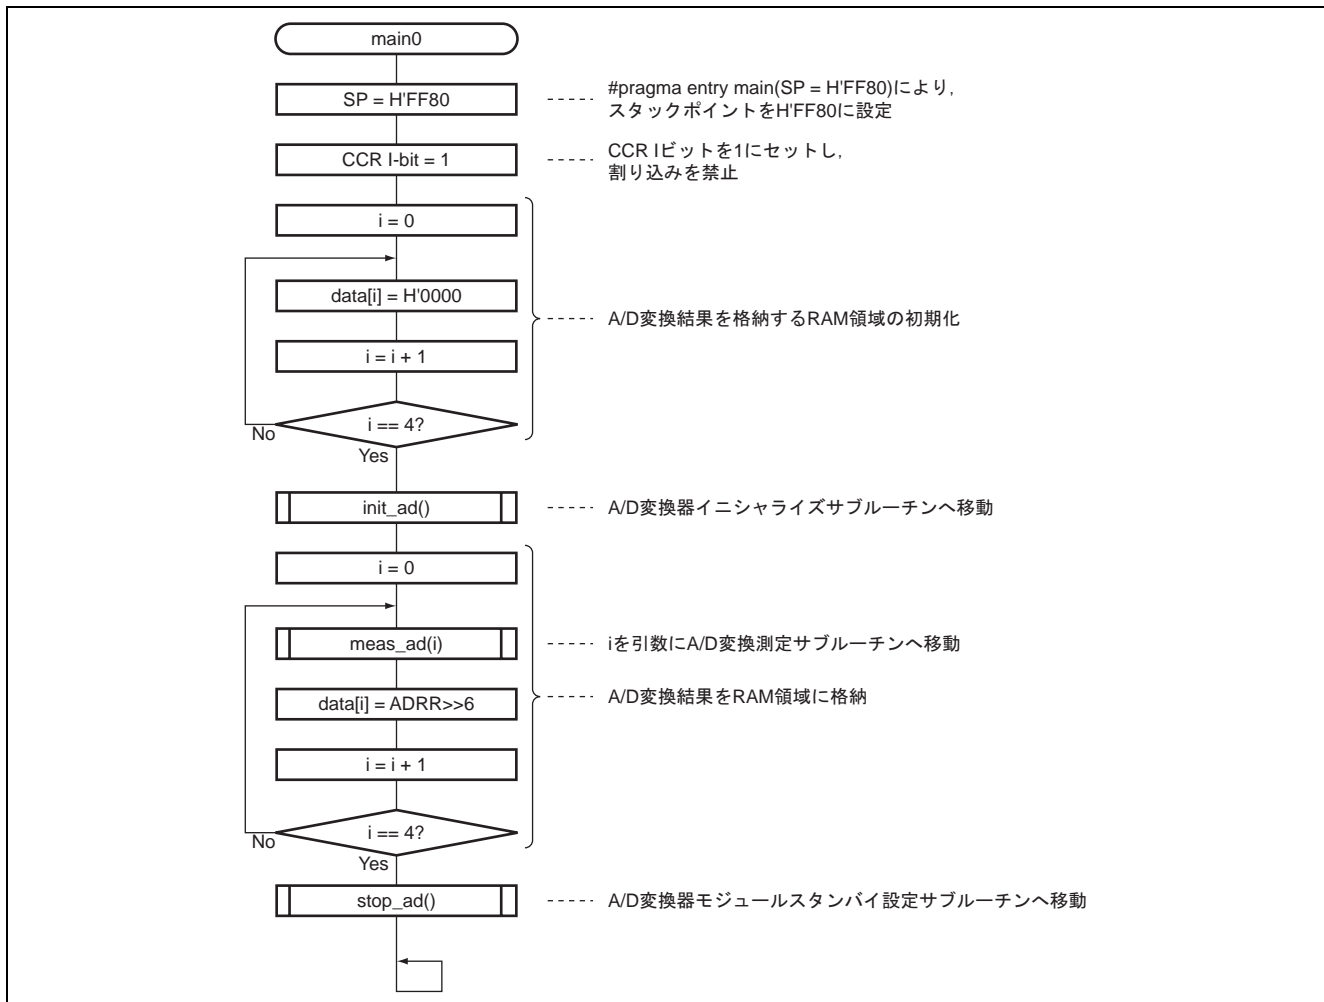 main0
SP = H'FF80
#pragma entry main(SP = H'FF80)により,
スタックポイントをH'FF80に設定
CCR I-bit = 1
CCR Iビットを1にセットし,
割り込みを禁止
i = 0
data[i] = H'0000
A/D変換結果を格納するRAM領域の初期化
i = i + 1
i == 4?
No
Yes
init_ad()
A/D変換器イニシャライズサブルーチンへ移動
i = 0
meas_ad(i)
iを引数にA/D変換測定サブルーチンへ移動
data[i] = ADRR>>6
A/D変換結果をRAM領域に格納
i = i + 1
i == 4?
No
Yes
stop_ad()
A/D変換器モジュールスタンバイ設定サブルーチンへ移動